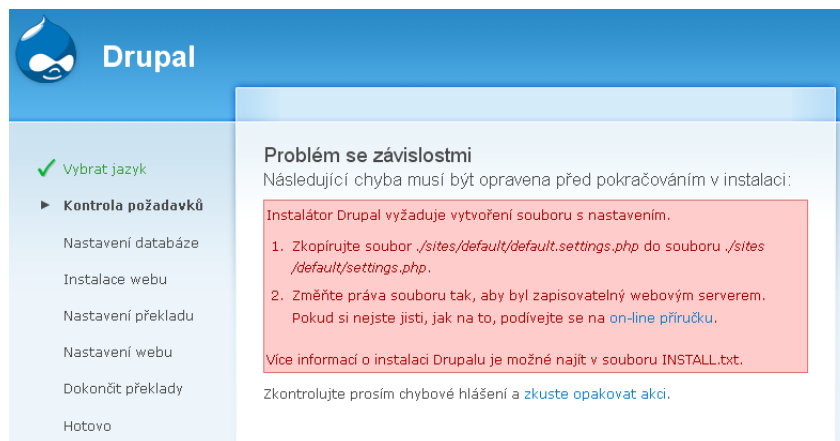 Drupal
Vybrat jazyk
Kontrola požadavků
Nastavení databáze
Instalace webu
Nastavení překladu
Nastavení webu
Dokončit překlady
Hotovo
Problém se závislostmi
Následující chyba musí být opravena před pokračováním v instalaci:
Instalátor Drupal vyžaduje vytvoření souboru s nastavením.
1. Zkopírujte soubor ./sites/default/default.settings.php do souboru ./sites
/default/settings.php.
2. Změňte práva souboru tak, aby byl zapisovatelný webovým serverem.
Pokud si nejste jisti, jak na to, podívejte se na on-line příručku.
Více informací o instalaci Drupalu je možné najít v souboru INSTALL.txt.
Zkontrolujte prosím chybové hlášení a zkuste opakovat akci.